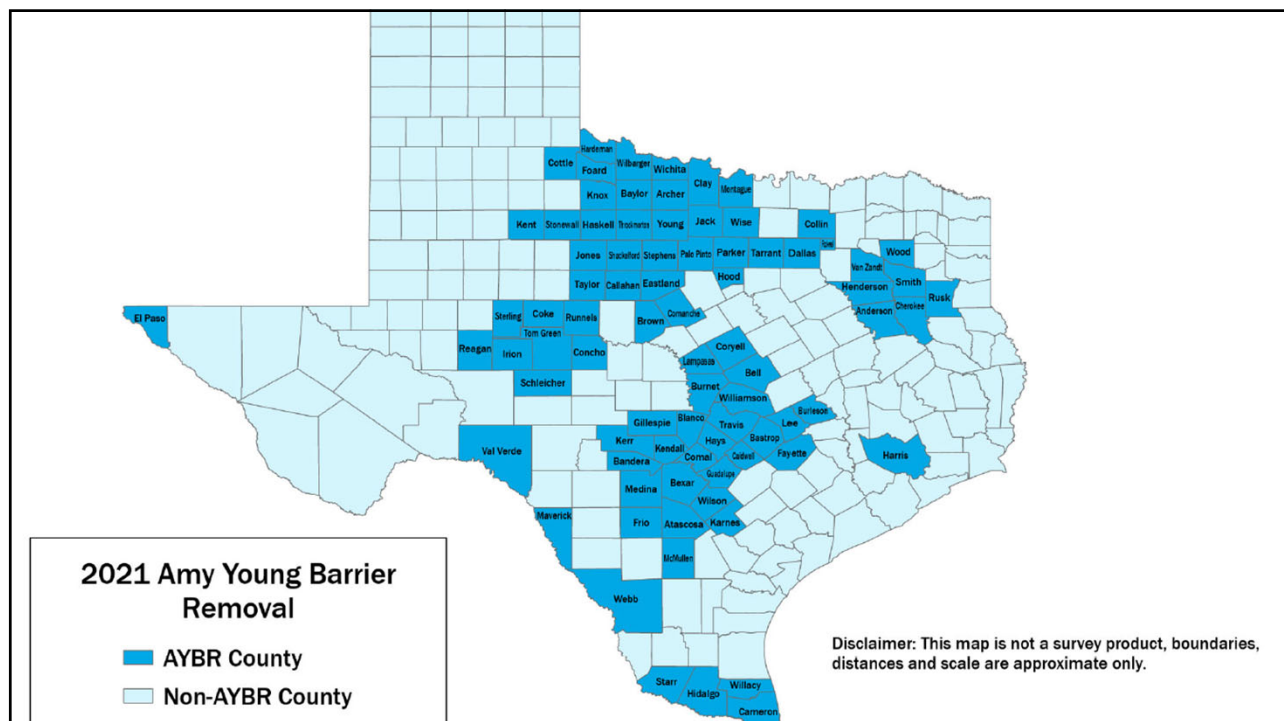 Hardeman
Cottle
Foard
Wilbarger
Wichita
Clay
Montague
Knox
Baylor
Archer
Kent
Stonewall
Haskell
Throckmorton
Young
Jack
Wise
Collin
Jones
Shackelford
Stephens
Palo Pinto
Parker
Tarrant
Dallas
Wood
Van Zandt
Taylor
Callahan
Eastland
Hood
Henderson
Smith
Rusk
Cherokee
Anderson
El Paso
Sterling
Coke
Runnels
Brown
Comanche
Tom Green
Reagan
Irion
Concho
Coryell
Lampasas
Bell
Schleicher
Burnet
Williamson
Burleson
Gillespie
Blanco
Travis
Lee
Val Verde
Kerr
Kendall
Hays
Bastrop
Bandera
Comal
Caldwell
Fayette
Harris
Guadalupe
Medina
Bexar
Wilson
Maverick
Frio
Atascosa
Karnes
McMullen
Webb
Starr
Hidalgo
Willacy
Cameron
2021 Amy Young Barrier
Removal
AYBR County
Non-AYBR County
Disclaimer: This map is not a survey product, boundaries,
distances and scale are approximate only.